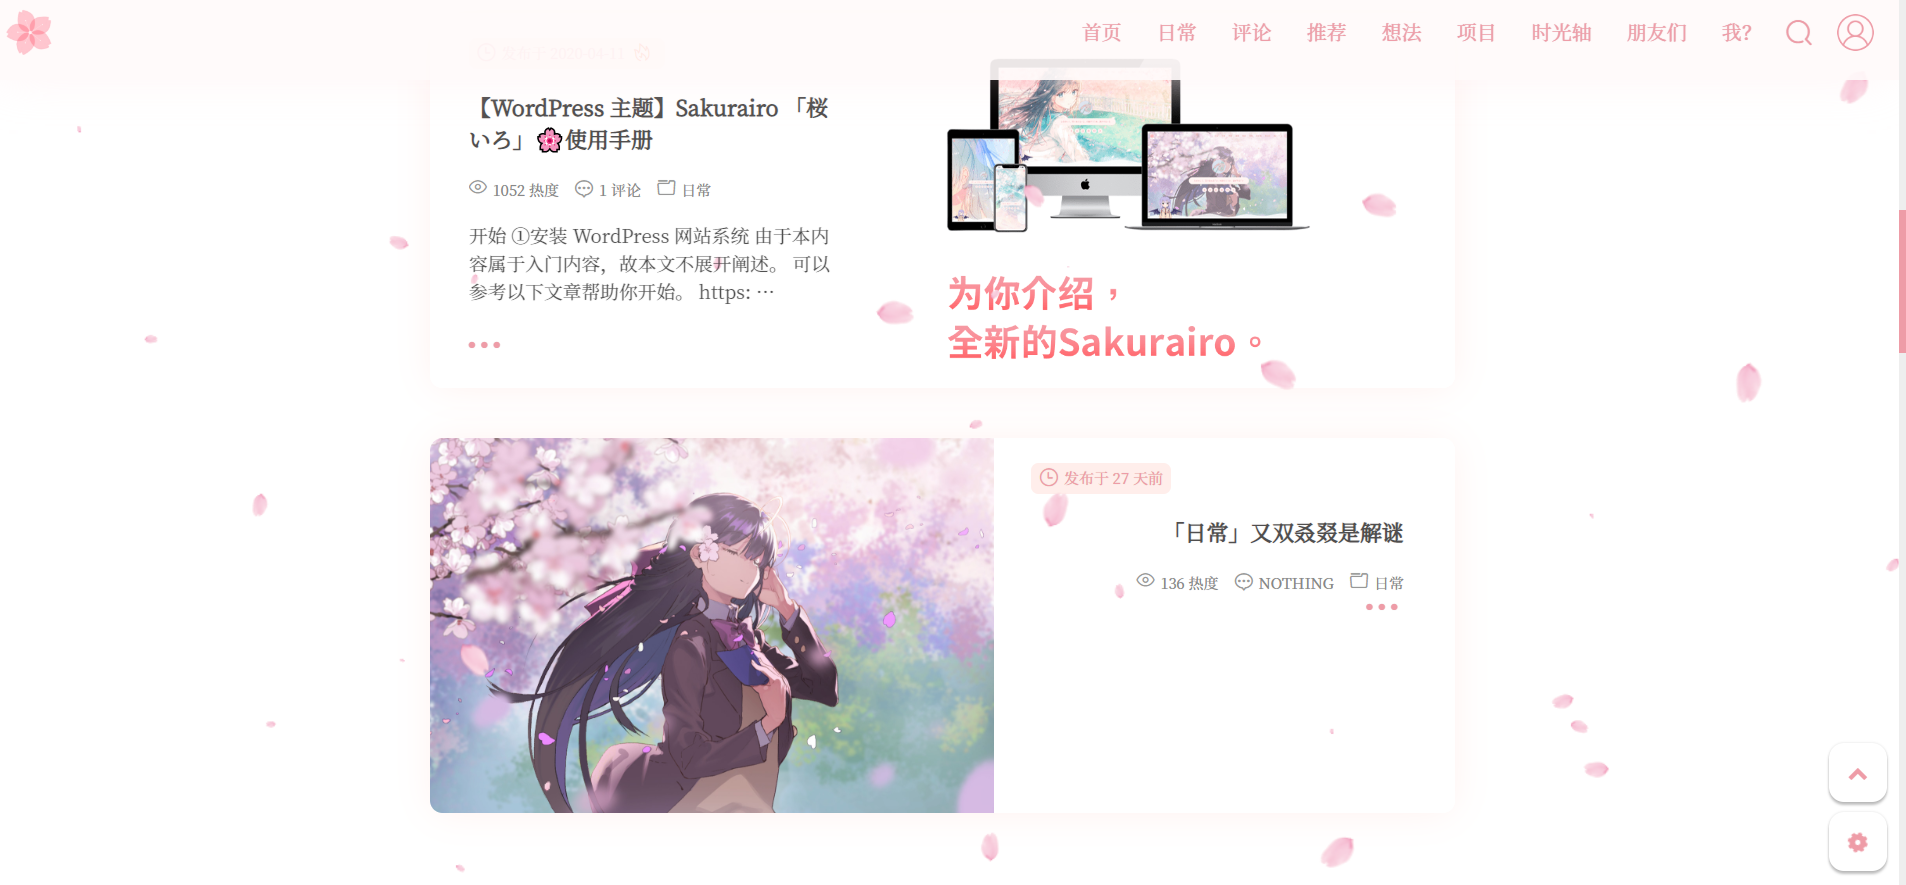 首页 日常 评论 推荐 想法 项目 时光轴 朋友们 我？
发布于 2020-04-11
【WordPress 主题】Sakurairo 「桜
いろ」🌸使用手册
1052 热度 1 评论 日常
开始 ①安装 WordPress 网站系统 由于本内
容属于入门内容，故本文不展开阐述。 可以
参考以下文章帮助你开始。 https: …
为你介绍，
全新的Sakurairo。
发布于 27 天前
「日常」又双叒叕是解谜
136 热度 NOTHING 日常